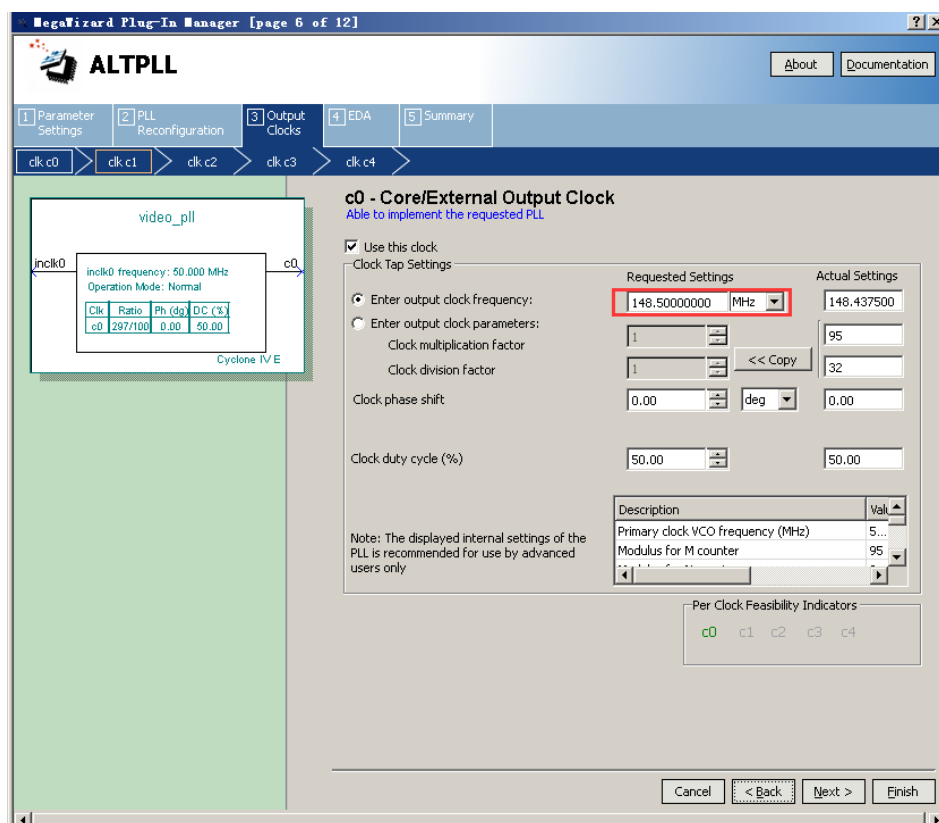 MegaWizard Plug-In Manager [page 6 of 12]
ALTPLL
About
Documentation
1 Parameter Settings
2 PLL Reconfiguration
3 Output Clocks
4 EDA
5 Summary
clk c0
clk c1
clk c2
clk c3
clk c4
video_pll
inclk0
c0
inclk0 frequency: 50.000 MHz
Operation Mode: Normal
Clk Ratio Ph (dg) DC (%)
c0 297/100 0.00 50.00
Cyclone IV E
c0 - Core/External Output Clock
Able to implement the requested PLL
Use this clock
Clock Tap Settings
Requested Settings Actual Settings
Enter output clock frequency: 148.50000000 MHz 148.437500
Enter output clock parameters:
Clock multiplication factor 1 95
<< Copy
Clock division factor 1 32
Clock phase shift 0.00 deg 0.00
Clock duty cycle (%) 50.00 50.00
Description Valu
Primary clock VCO frequency (MHz) 5...
Modulus for M counter 95
Note: The displayed internal settings of the
PLL is recommended for use by advanced
users only
Per Clock Feasibility Indicators
c0 c1 c2 c3 c4
Cancel
< Back
Next >
Finish